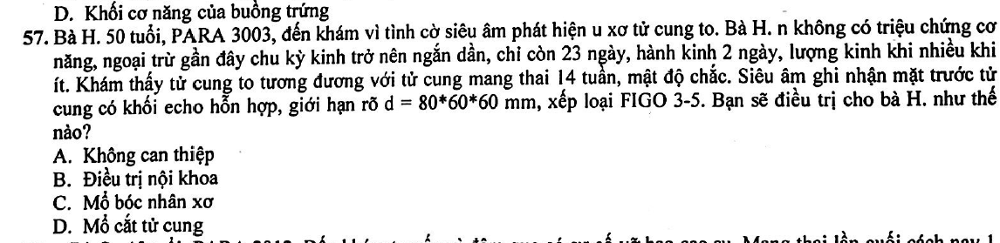 D. Khối cơ năng của buồng trứng
57. Bà H. 50 tuổi, PARA 3003, đến khám vì tình cờ siêu âm phát hiện u xơ tử cung to. Bà H. n không có triệu chứng cơ
năng, ngoại trừ gần đây chu kỳ kinh trở nên ngắn dần, chỉ còn 23 ngày, hành kinh 2 ngày, lượng kinh khi nhiều khi
ít. Khám thấy tử cung to tương đương với tử cung mang thai 14 tuần, mật độ chắc. Siêu âm ghi nhận mặt trước tử
cung có khối echo hỗn hợp, giới hạn rõ d = 80*60*60 mm, xếp loại FIGO 3-5. Bạn sẽ điều trị cho bà H. như thế
nào?
A. Không can thiệp
B. Điều trị nội khoa
C. Mổ bóc nhân xơ
D. Mổ cắt tử cung